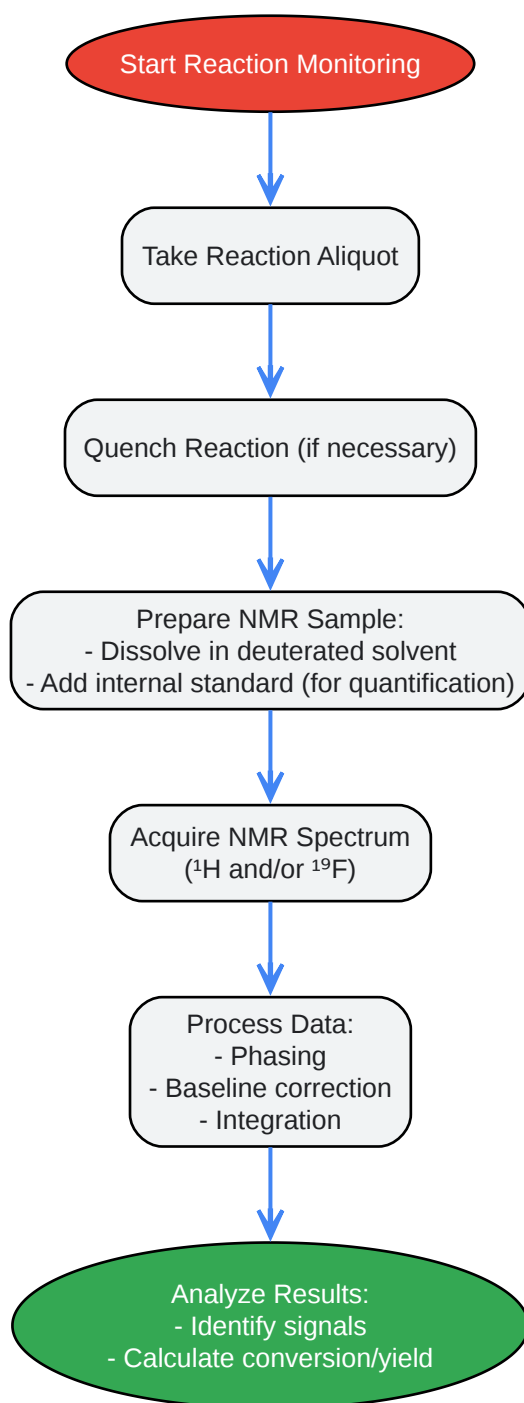 Start Reaction Monitoring
Take Reaction Aliquot
Quench Reaction (if necessary)
Prepare NMR Sample:
- Dissolve in deuterated solvent
- Add internal standard (for quantification)
Acquire NMR Spectrum
(¹H and/or ¹⁹F)
Process Data:
- Phasing
- Baseline correction
- Integration
Analyze Results:
- Identify signals
- Calculate conversion/yield